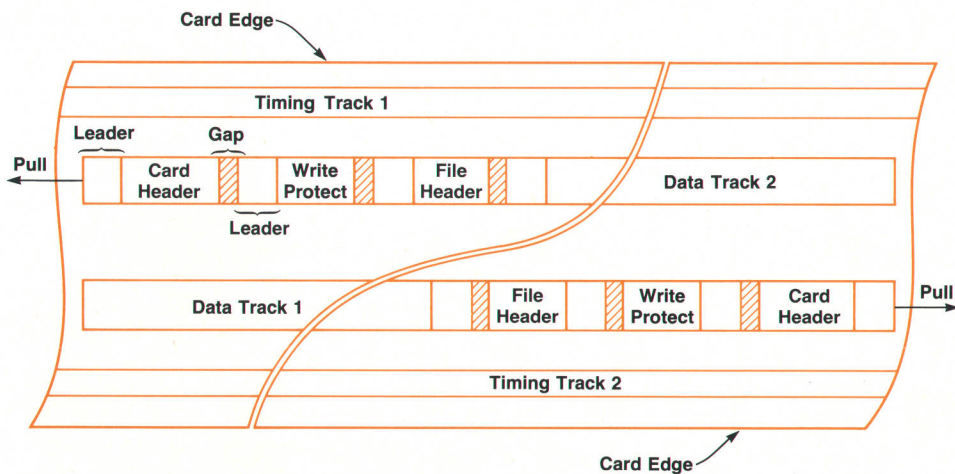 Card Edge
Timing Track 1
Leader
Gap
Pull
Card
Header
Write
Protect
File
Header
Data Track 2
Leader
Data Track 1
File
Header
Write
Protect
Card
Header
Pull
Timing Track 2
Card Edge